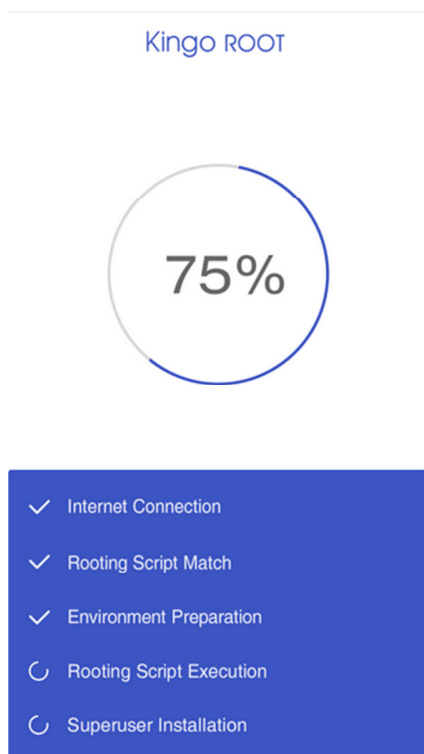 Kingo ROOT
75%
Internet Connection
Rooting Script Match
Environment Preparation
Rooting Script Execution
Superuser Installation